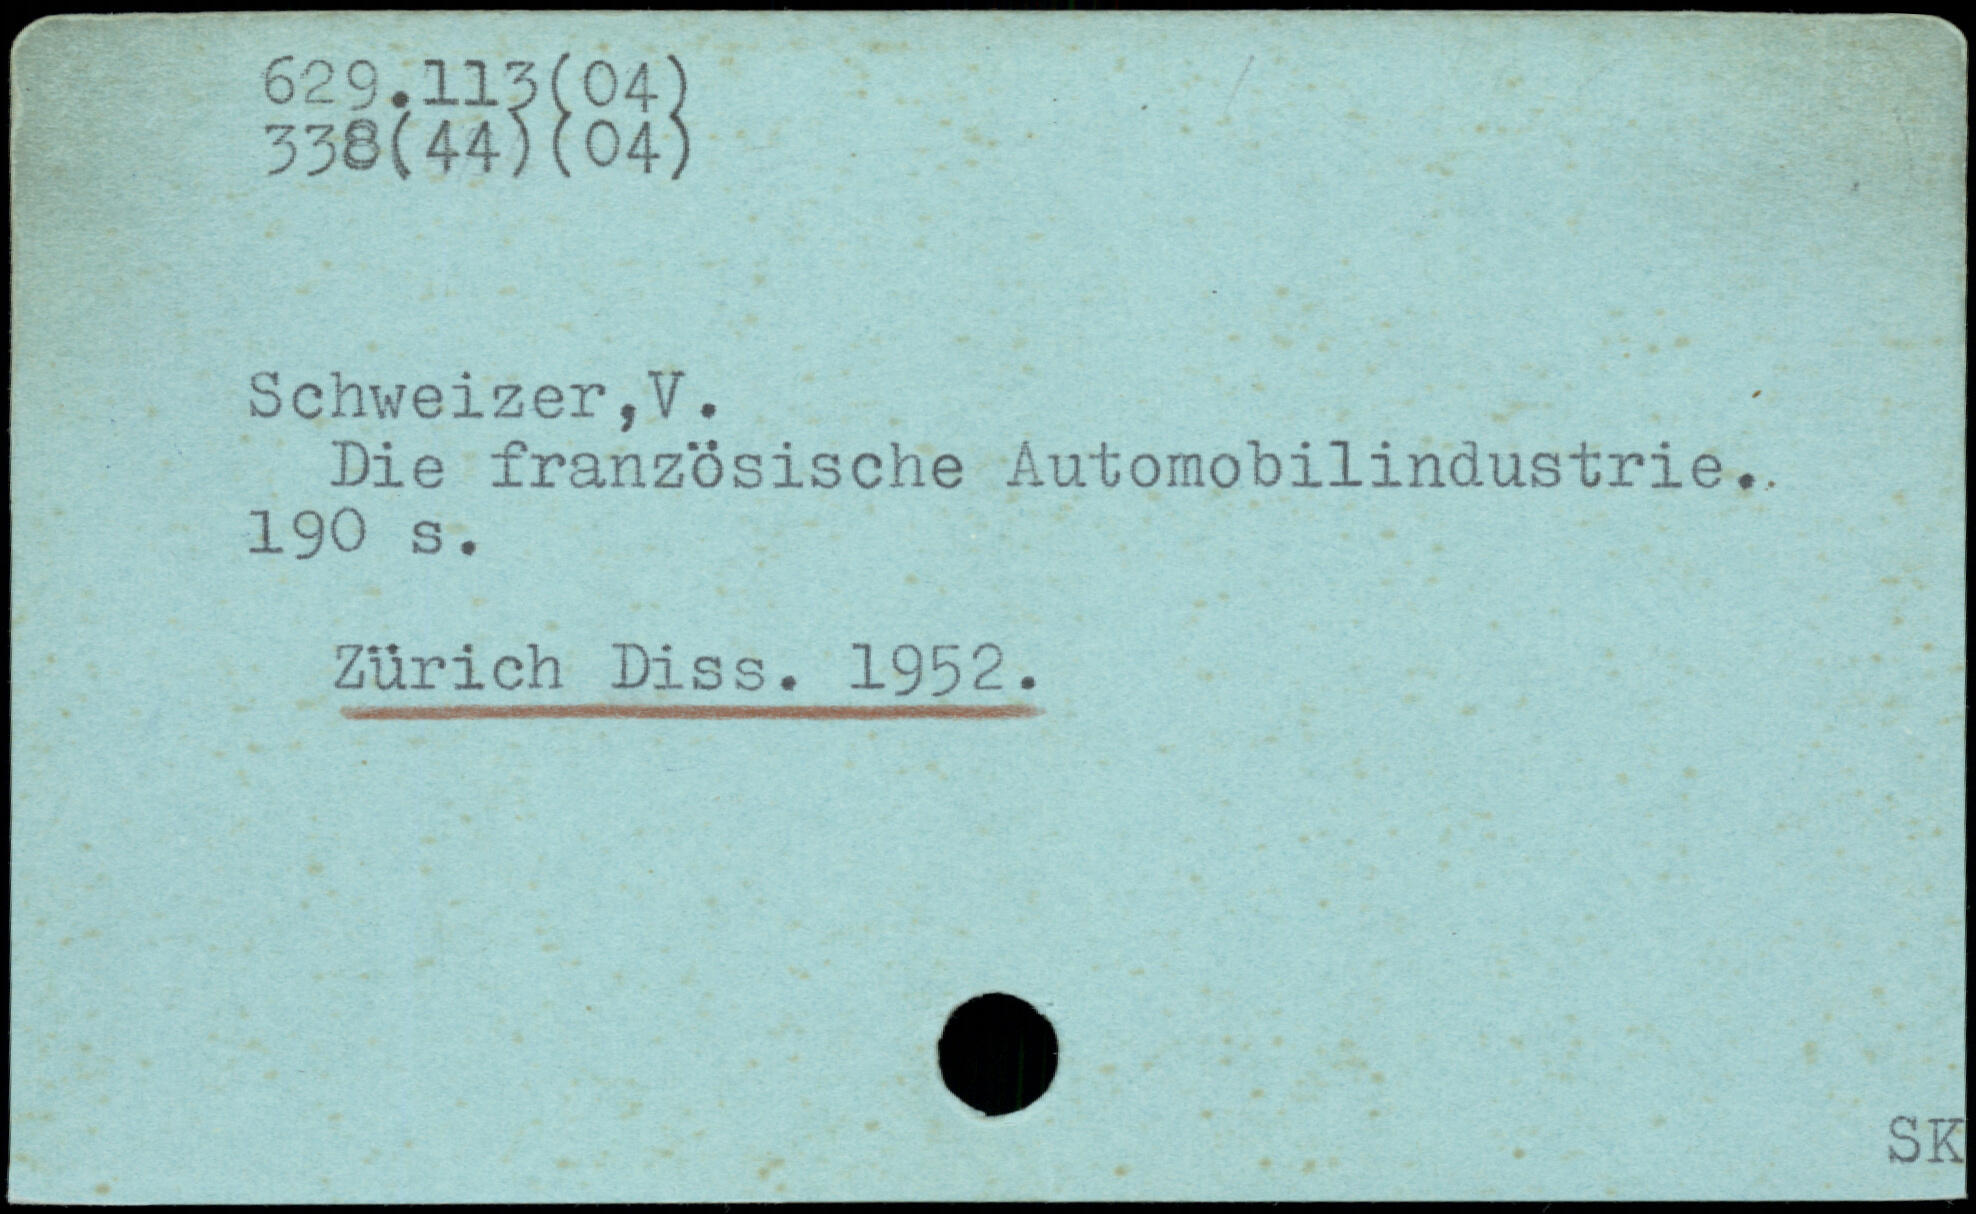 629.113(04)
338(44)(04)
Schweizer,V.
Die französische Automobilindustrie.
190 s.
Zürich Diss. 1952.
SK